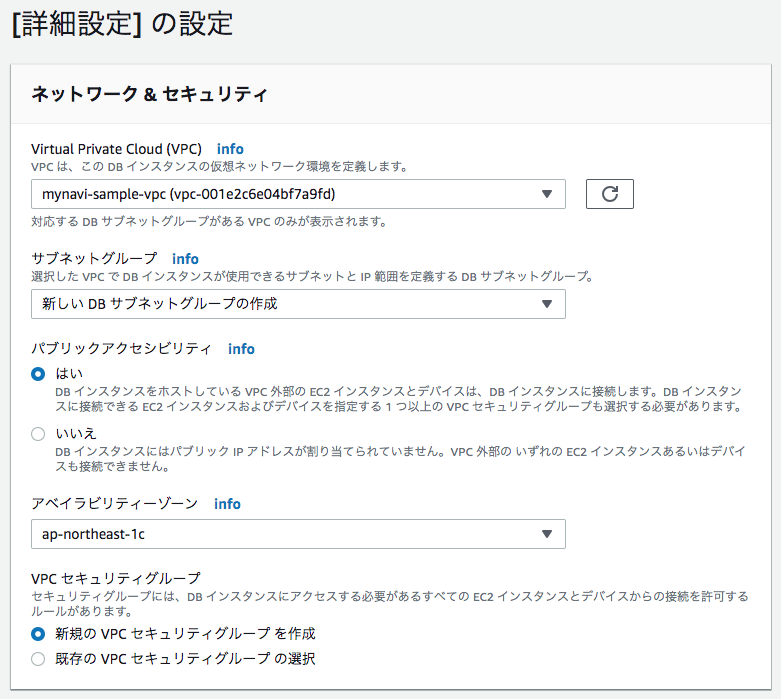 [詳細設定] の設定
ネットワーク & セキュリティ
Virtual Private Cloud (VPC) info
VPC は、この DB インスタンスの仮想ネットワーク環境を定義します。
mynavi-sample-vpc (vpc-001e2c6e04bf7a9fd)
対応する DB サブネットグループがある VPC のみが表示されます。
サブネットグループ info
選択した VPC で DB インスタンスが使用できるサブネットと IP 範囲を定義する DB サブネットグループ。
新しい DB サブネットグループの作成
パブリックアクセシビリティ info
はい
DB インスタンスをホストしている VPC 外部の EC2 インスタンスとデバイスは、DB インスタンスに接続します。DB インスタン
スに接続できる EC2 インスタンスおよびデバイスを指定する 1 つ以上の VPC セキュリティグループも選択する必要があります。
いいえ
DB インスタンスにはパブリック IP アドレスが割り当てられていません。VPC 外部の いずれの EC2 インスタンスあるいはデバイ
スも接続できません。
アベイラビリティーゾーン info
ap-northeast-1c
VPC セキュリティグループ
セキュリティグループには、DB インスタンスにアクセスする必要があるすべての EC2 インスタンスとデバイスからの接続を許可する
ルールがあります。
新規の VPC セキュリティグループ を作成
既存の VPC セキュリティグループ の選択